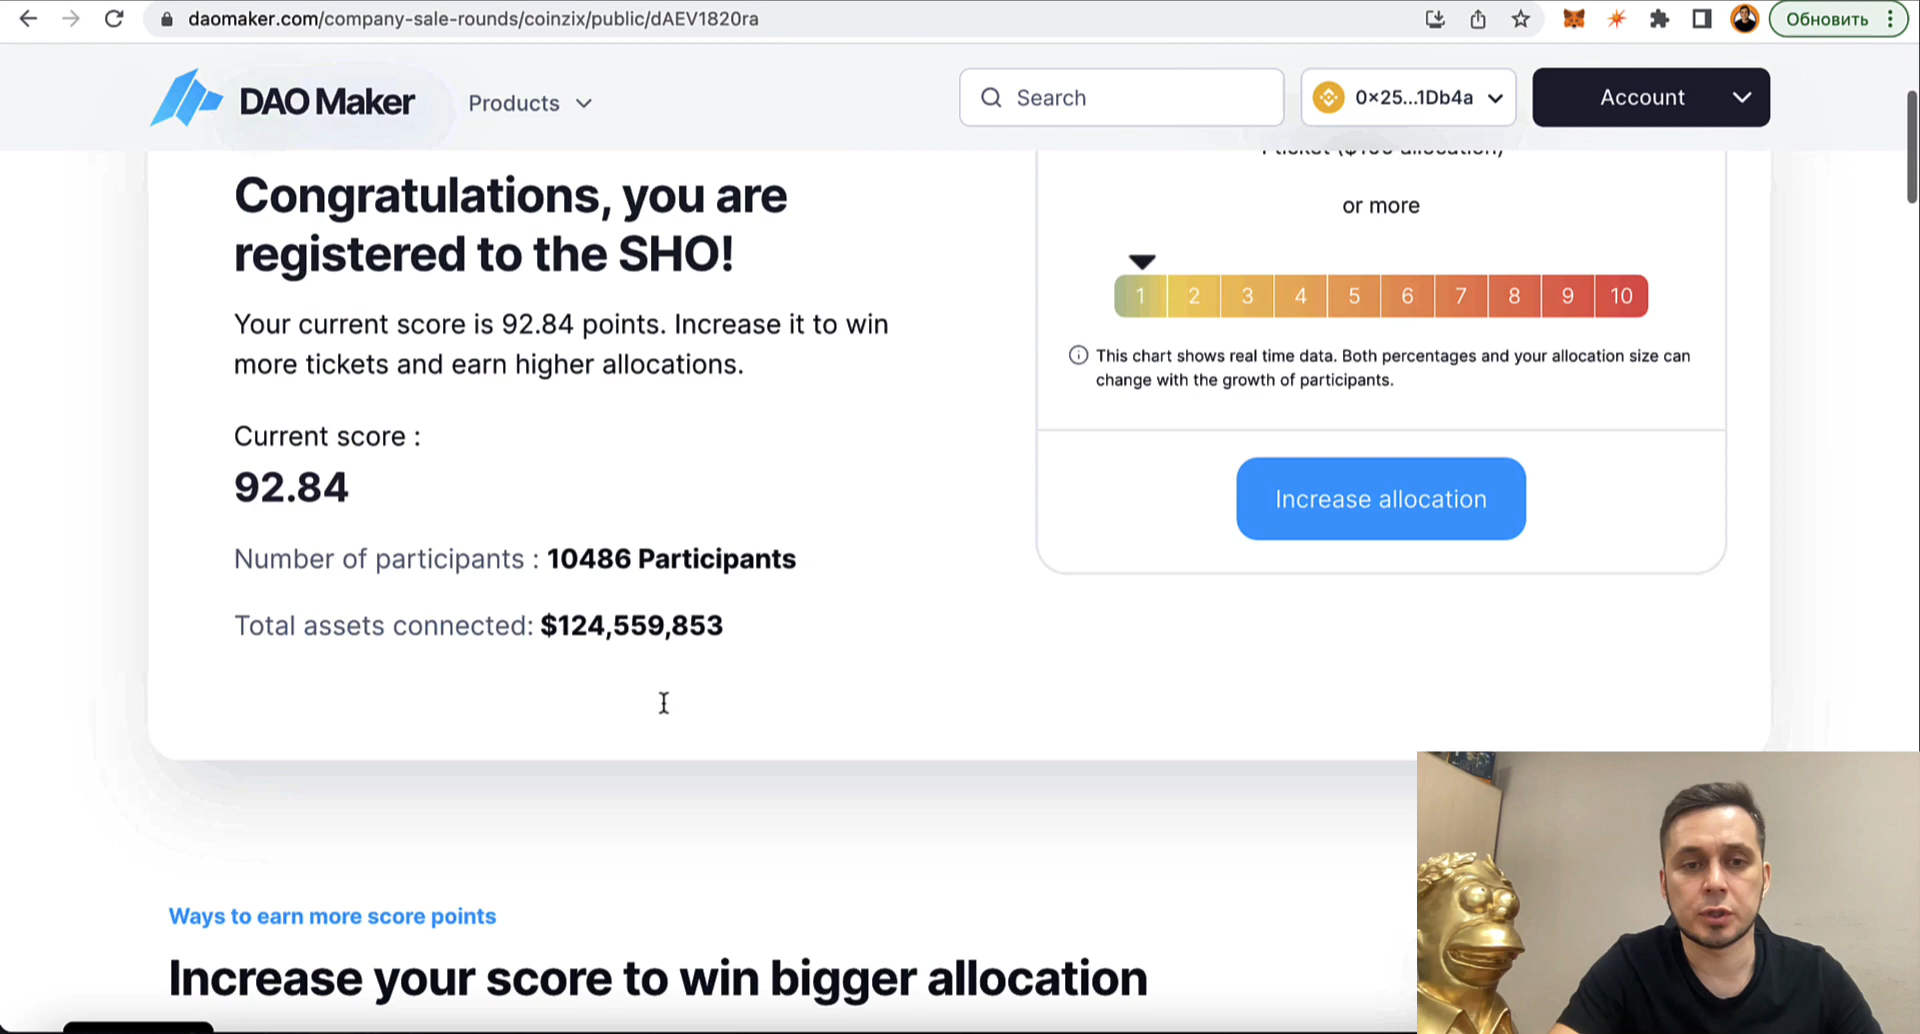 daomaker.com/company-sale-rounds/coinzix/public/dAEV1820ra
Обновить
DAO Maker
Products
Search
0×25...1Db4a
Account
or more
1 2 3 4 5 6 7 8 9 10
This chart shows real time data. Both percentages and your allocation size can
change with the growth of participants.
Increase allocation
Congratulations, you are
registered to the SHO!
Your current score is 92.84 points. Increase it to win
more tickets and earn higher allocations.
Current score :
92.84
Number of participants : 10486 Participants
Total assets connected: $124,559,853
Ways to earn more score points
Increase your score to win bigger allocation